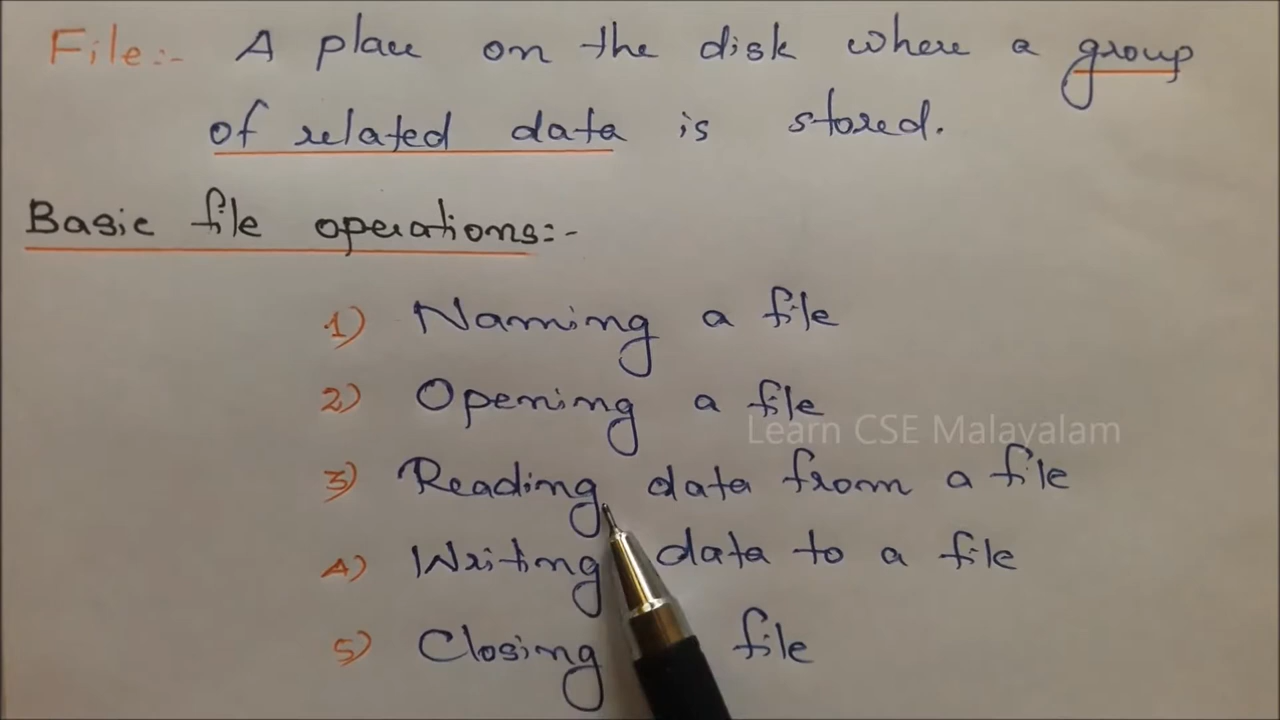 File:- A place on the disk where a group
of related data is stored.
Basic file operations:-
1) Naming a file
2) Opening a file
Learn CSE Malayalam
3) Reading data from a file
4) Writing data to a file
5) Closing file